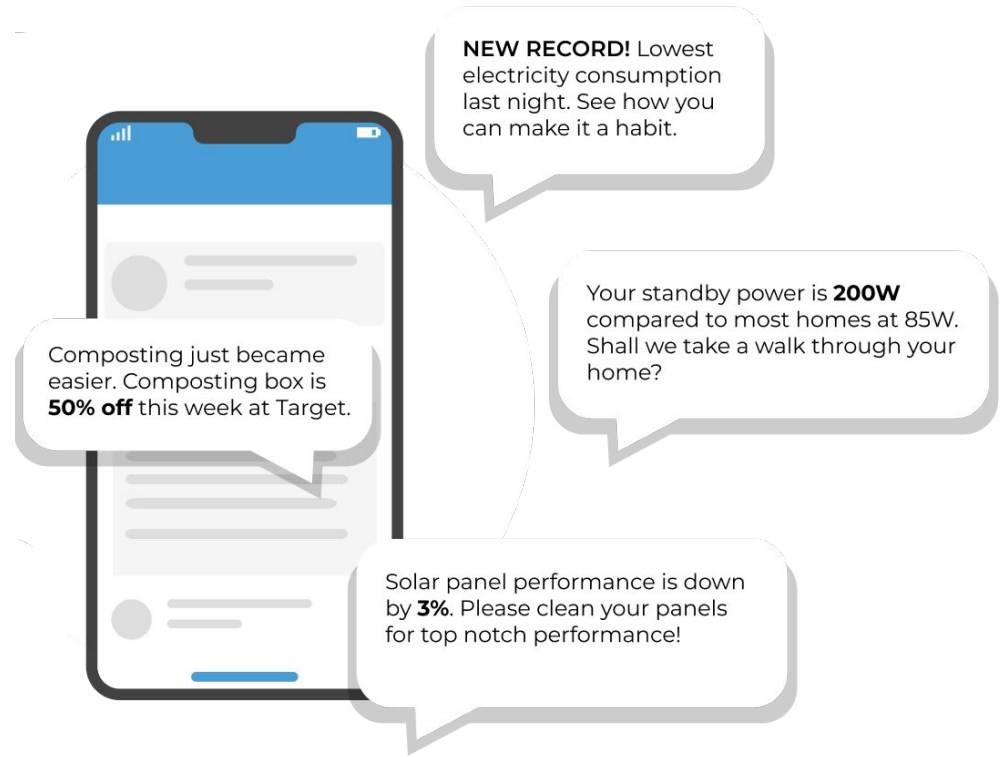 NEW RECORD! Lowest
electricity consumption
last night. See how you
can make it a habit.
Your standby power is 200W
compared to most homes at 85W.
Shall we take a walk through your
home?
Composting just became
easier. Composting box is
50% off this week at Target.
Solar panel performance is down
by 3%. Please clean your panels
for top notch performance!